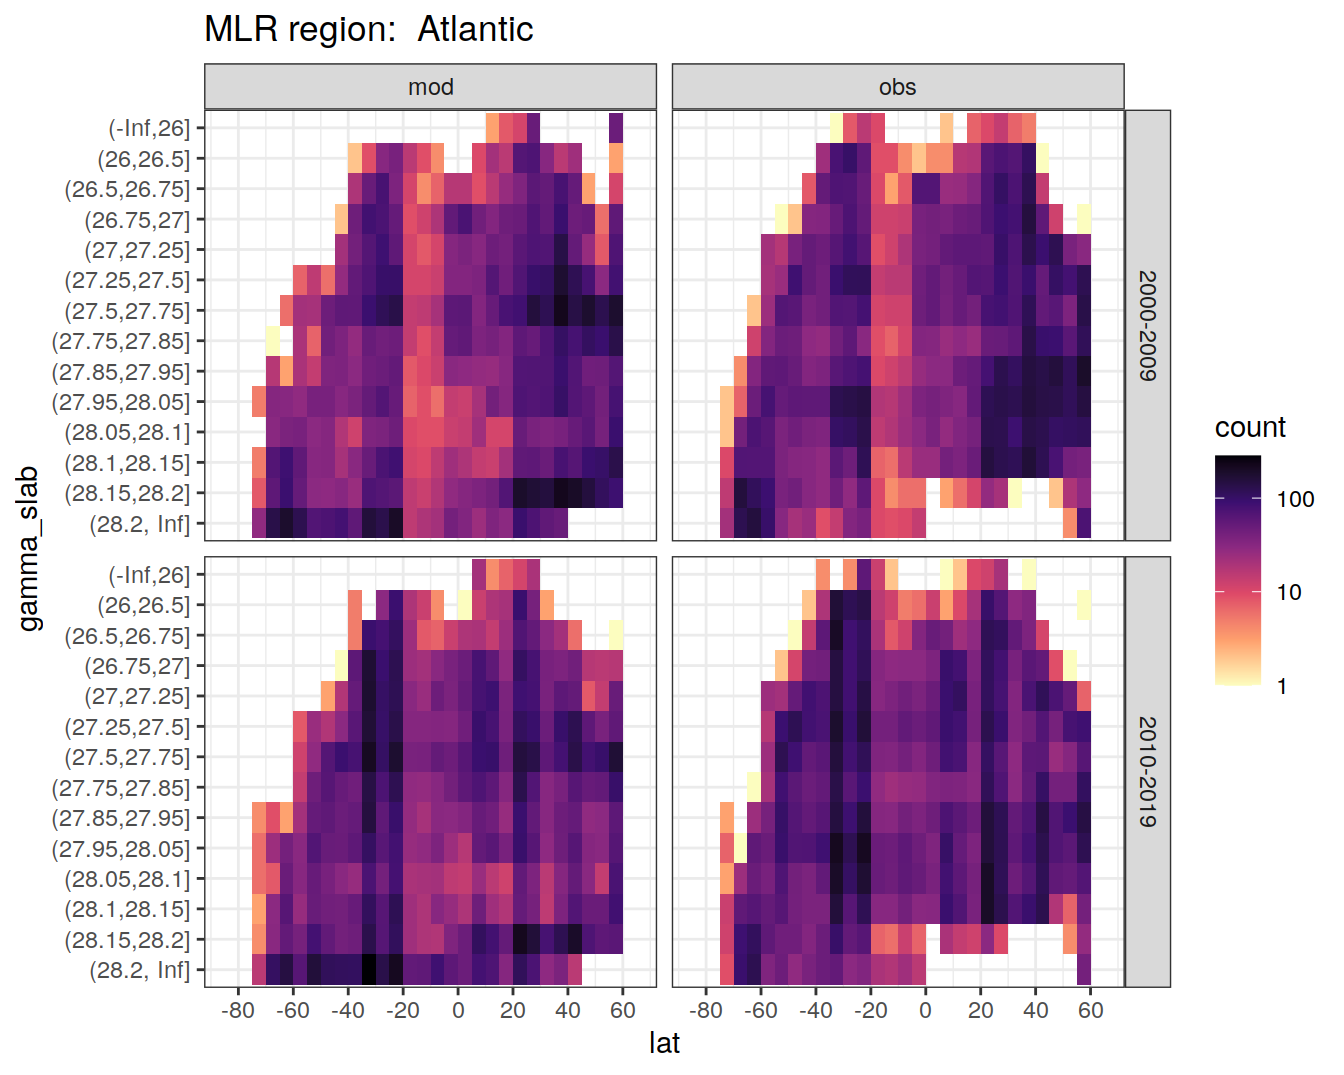 MLR region:  Atlantic
mod
obs
(-Inf,26]
(26,26.5]
(26.5,26.75]
(26.75,27]
(27,27.25]
(27.25,27.5]
(27.5,27.75]
(27.75,27.85]
(27.85,27.95]
(27.95,28.05]
(28.05,28.1]
(28.1,28.15]
(28.15,28.2]
(28.2, Inf]
2000-2009
gamma_slab
(-Inf,26]
(26,26.5]
(26.5,26.75]
(26.75,27]
(27,27.25]
(27.25,27.5]
(27.5,27.75]
(27.75,27.85]
(27.85,27.95]
(27.95,28.05]
(28.05,28.1]
(28.1,28.15]
(28.15,28.2]
(28.2, Inf]
2010-2019
-80 -60 -40 -20 0 20 40 60
-80 -60 -40 -20 0 20 40 60
lat
count
100
10
1